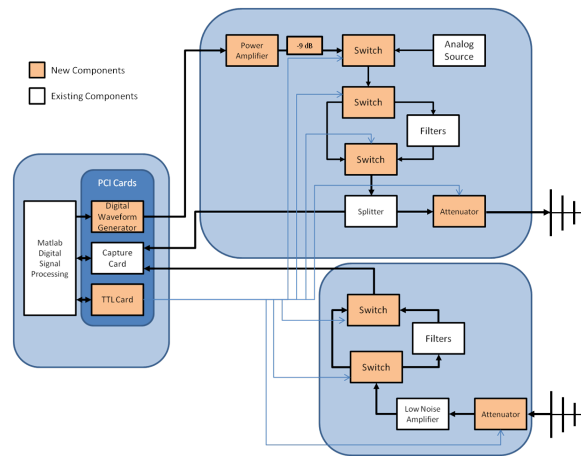 New Components
Existing Components
Power
Amplifier
-9 dB
Switch
Analog
Source
Switch
Filters
Switch
Splitter
Attenuator
PCI Cards
Digital
Waveform
Generator
Matlab
Digital
Signal
Processing
Capture
Card
TTL Card
Switch
Filters
Switch
Low Noise
Amplifier
Attenuator